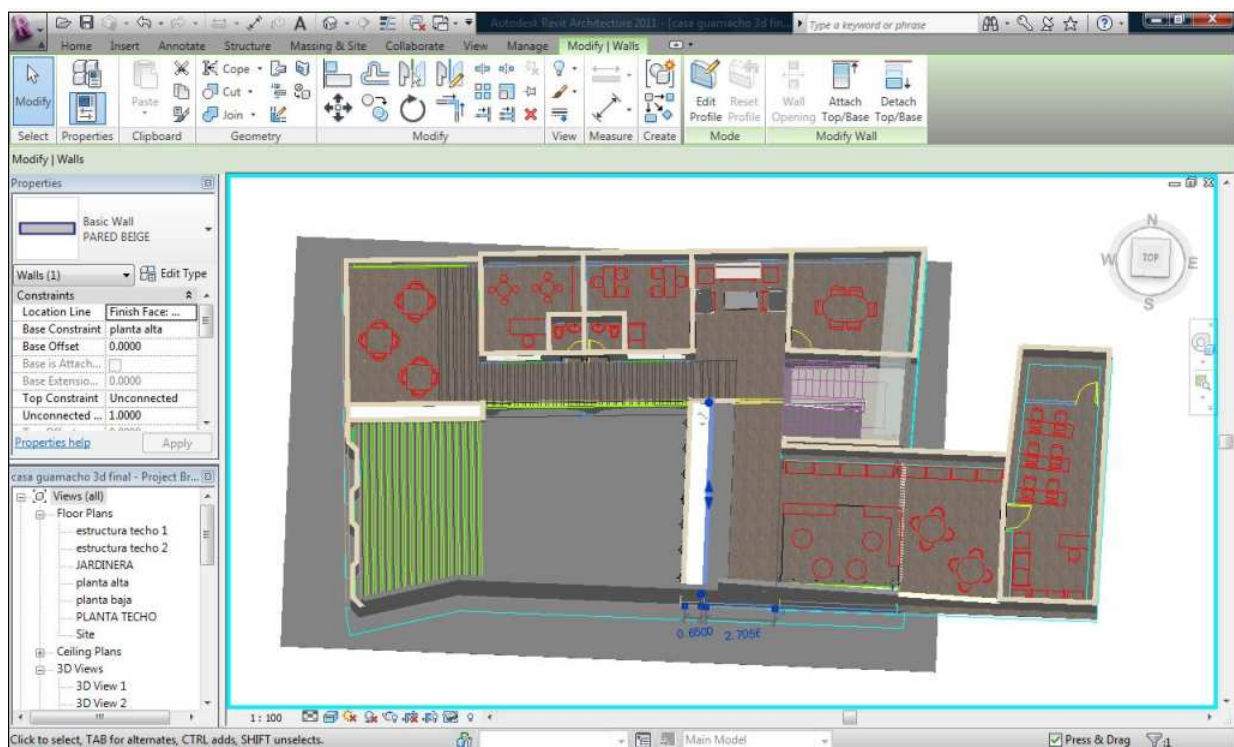 Autodesk Revit Architecture 2011 - [casa guamacho 3d fin... Type a keyword or phrase
Home Insert Annotate Structure Massing & Site Collaborate View Manage Modify | Walls
Modify Paste Cope Cut Join Edit Profile Reset Profile Wall Opening Attach Top/Base Detach Top/Base
Select Properties Clipboard Geometry Modify View Measure Create Mode Modify Wall
Modify | Walls
Properties
Basic Wall
PARED BEIGE
Walls (1) Edit Type
Constraints
Location Line Finish Face: ...
Base Constraint planta alta
Base Offset 0.0000
Base is Attach...
Base Extensio... 0.0000
Top Constraint Unconnected
Unconnected ... 1.0000
Properties help Apply
casa guamacho 3d final - Project Br...
Views (all)
Floor Plans
estructura techo 1
estructura techo 2
JARDINERA
planta alta
planta baja
PLANTA TECHO
Site
Ceiling Plans
3D Views
3D View 1
3D View 2
N
W TOP E
S
0.6500
1 : 100
Click to select, TAB for alternates, CTRL adds, SHIFT unselects. Main Model Press & Drag :1